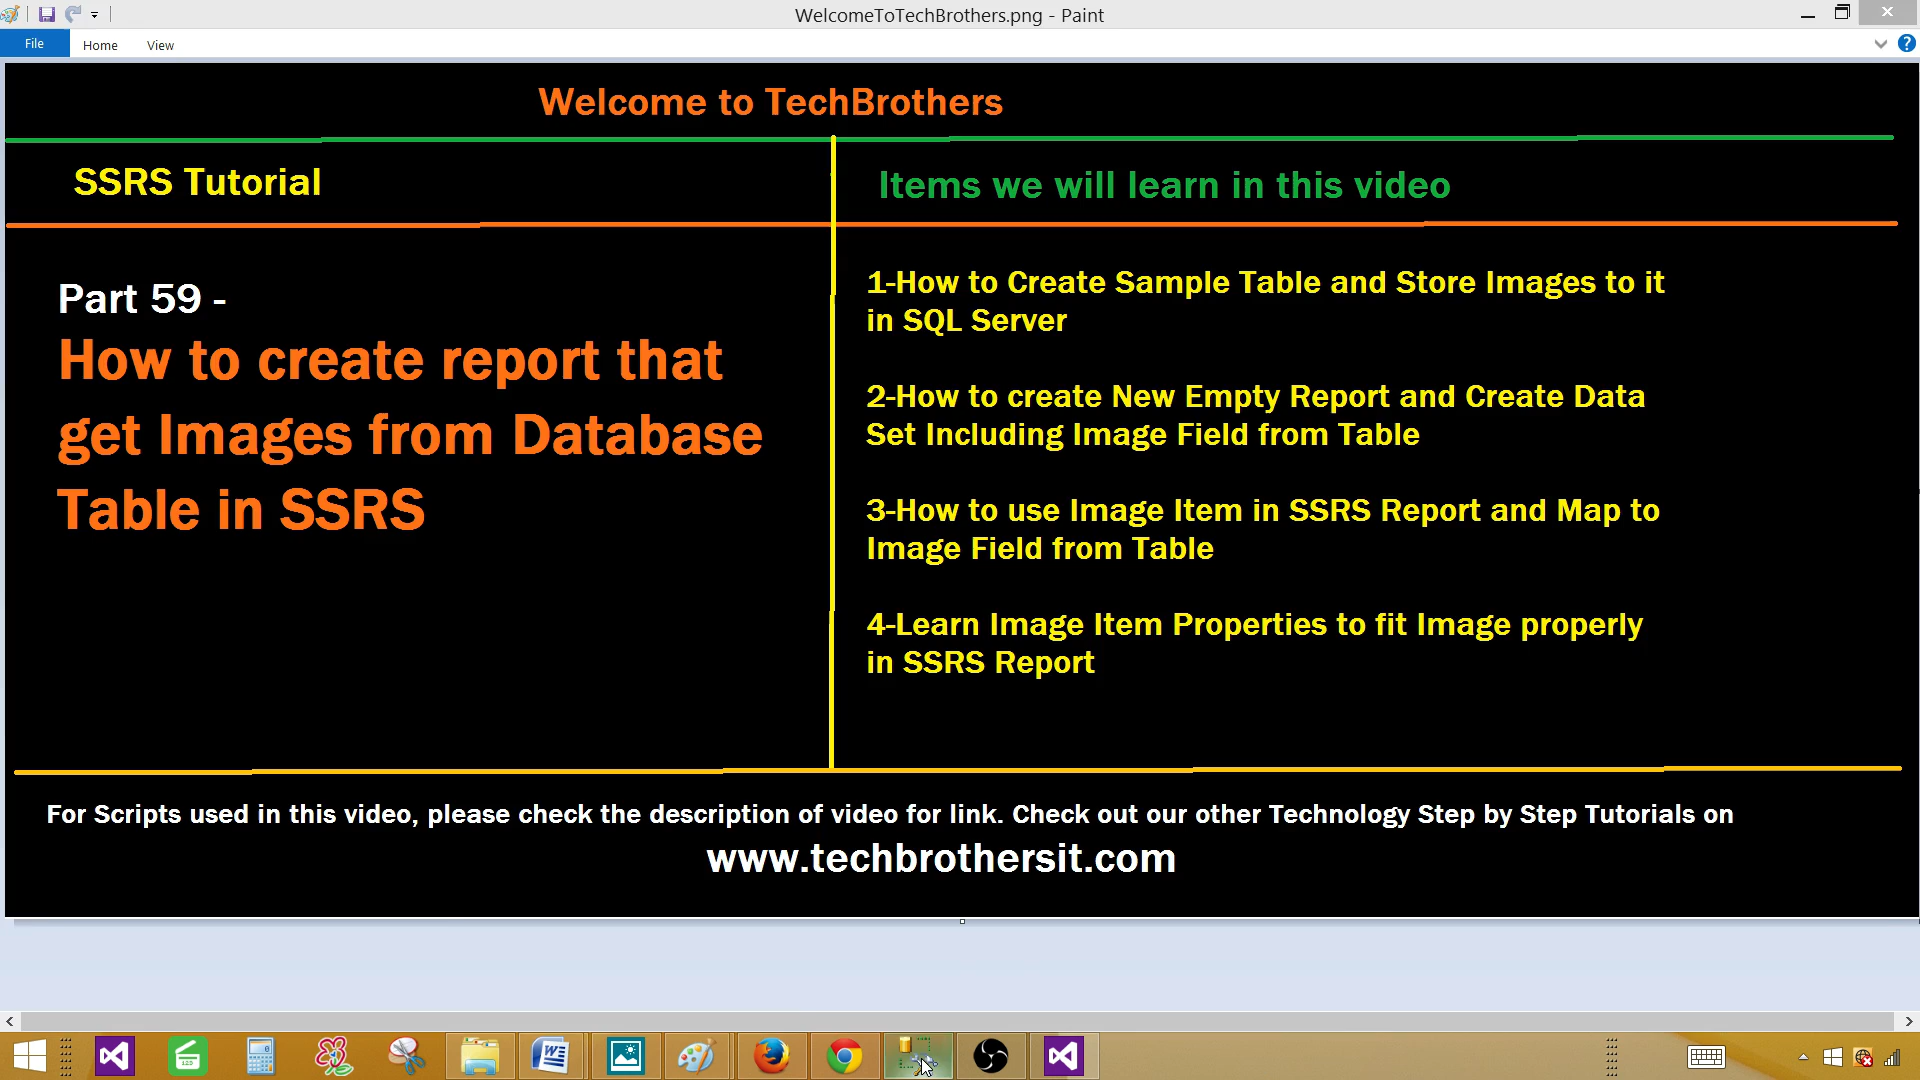 WelcomeToTechBrothers.png - Paint
File
Home
View
Welcome to TechBrothers
SSRS Tutorial
Items we will learn in this video
Part 59 -
How to create report that
get Images from Database
Table in SSRS
1-How to Create Sample Table and Store Images to it
in SQL Server
2-How to create New Empty Report and Create Data
Set Including Image Field from Table
3-How to use Image Item in SSRS Report and Map to
Image Field from Table
4-Learn Image Item Properties to fit Image properly
in SSRS Report
For Scripts used in this video, please check the description of video for link. Check out our other Technology Step by Step Tutorials on
www.techbrothersit.com